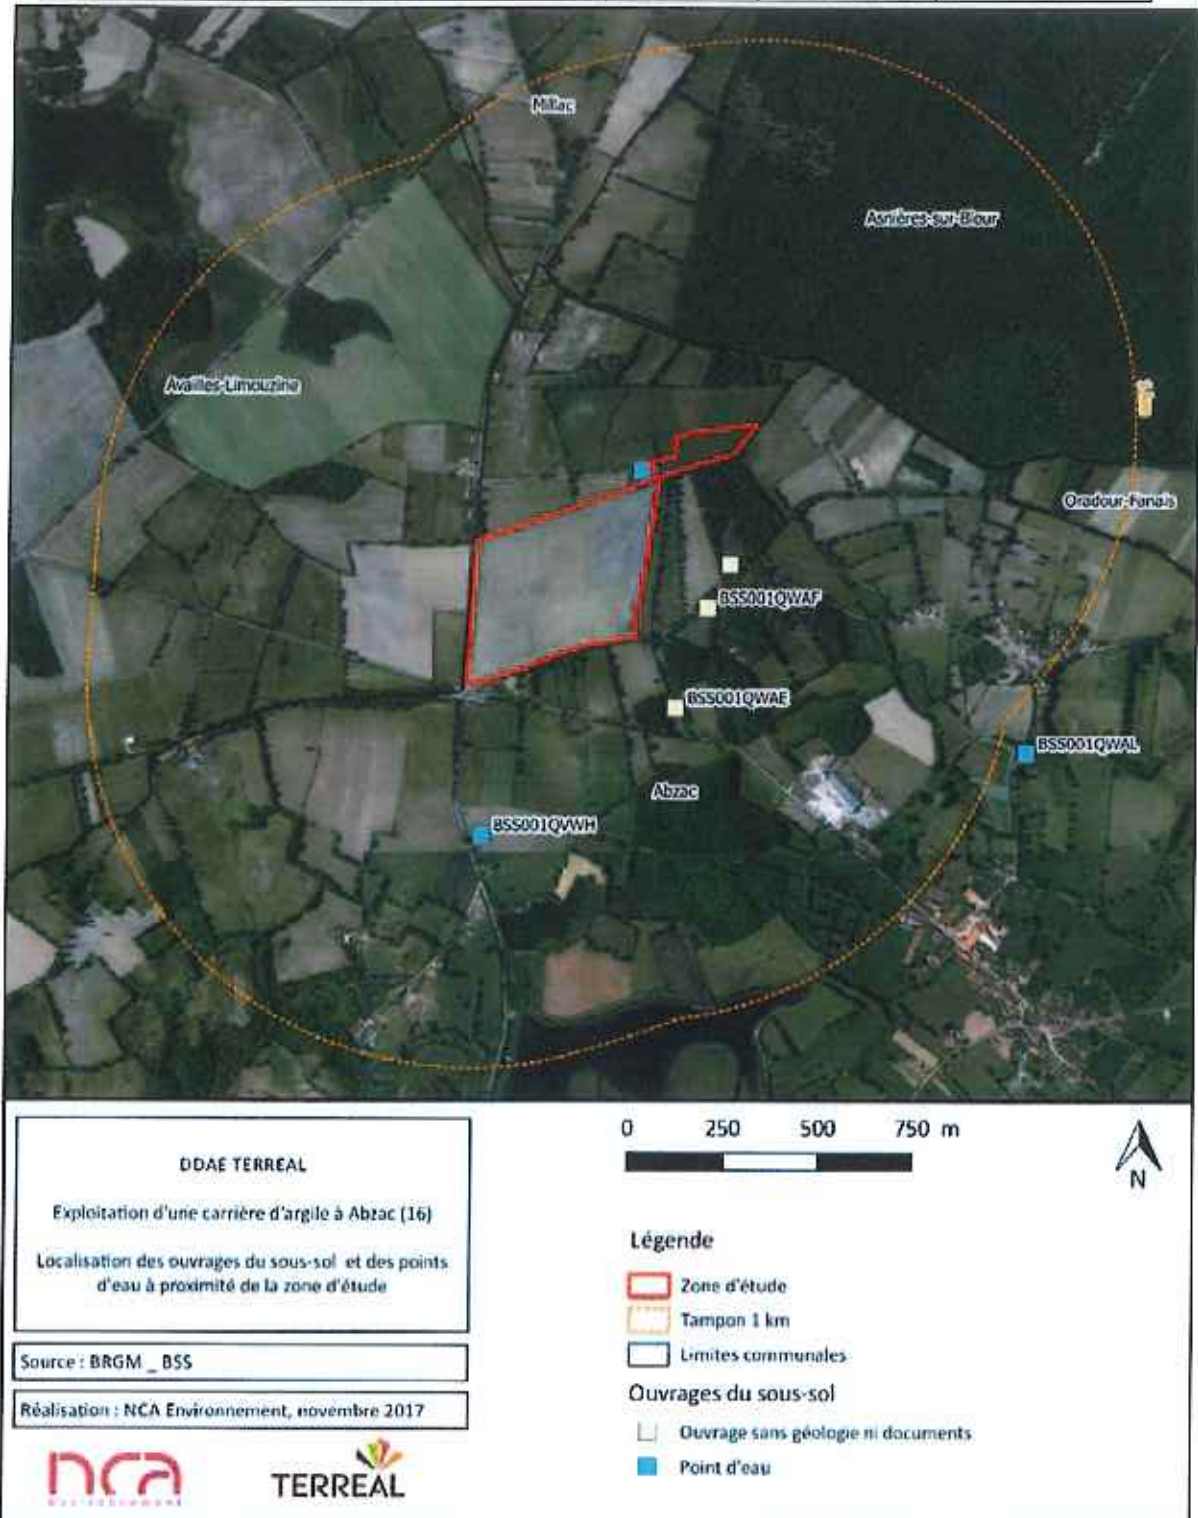 Millac
Asnières-sur-Blour
Availles-Limouzine
Oradour-Fanais
BSS001QWAF
BSS001QWAE
BSS001QWAL
Abzac
BSS001QVWH
DDAE TERREAL
Exploitation d'une carrière d'argile à Abzac (16)
Localisation des ouvrages du sous-sol et des points
d'eau à proximité de la zone d'étude
Source : BRGM _ BSS
Réalisation : NCA Environnement, novembre 2017
nca
environnement
TERREAL
0 250 500 750 m
N
Légende
Zone d'étude
Tampon 1 km
Limites communales
Ouvrages du sous-sol
Ouvrage sans géologie ni documents
Point d'eau